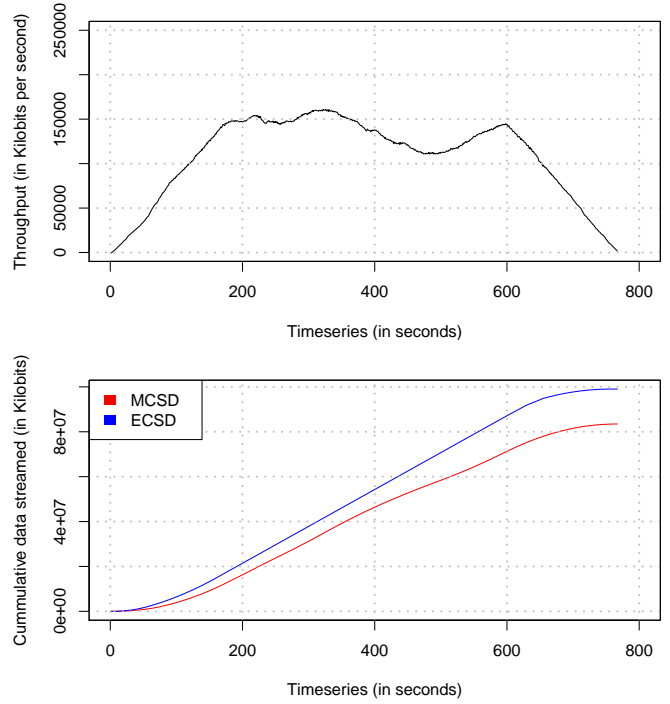 Throughput (in Kilobits per second)
250000
150000
50000
0
0 200 400 600 800
Timeseries (in seconds)
Cummulative data streamed (in Kilobits)
8e+07
4e+07
0e+00
MCSD
ECSD
0 200 400 600 800
Timeseries (in seconds)